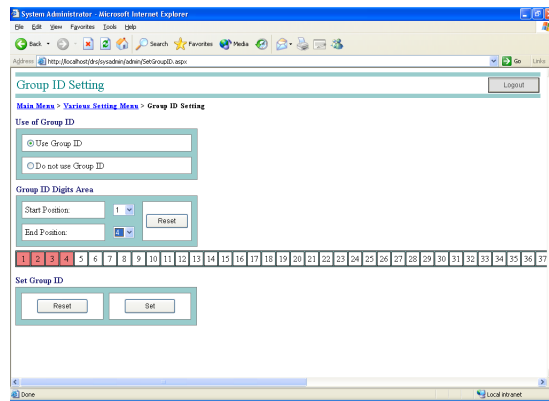 System Administrator - Microsoft Internet Explorer
File Edit View Favorites Tools Help
Back Search Favorites Media
Address http://localhost/drs/sysadmin/admin/SetGroupID.aspx Go Links
Group ID Setting Logout
Main Menu > Various Setting Menu > Group ID Setting
Use of Group ID
Use Group ID
Do not use Group ID
Group ID Digits Area
Start Position: 1
Reset
End Position: 4
1 2 3 4 5 6 7 8 9 10 11 12 13 14 15 16 17 18 19 20 21 22 23 24 25 26 27 28 29 30 31 32 33 34 35 36 37
Set Group ID
Reset Set
Done Local intranet